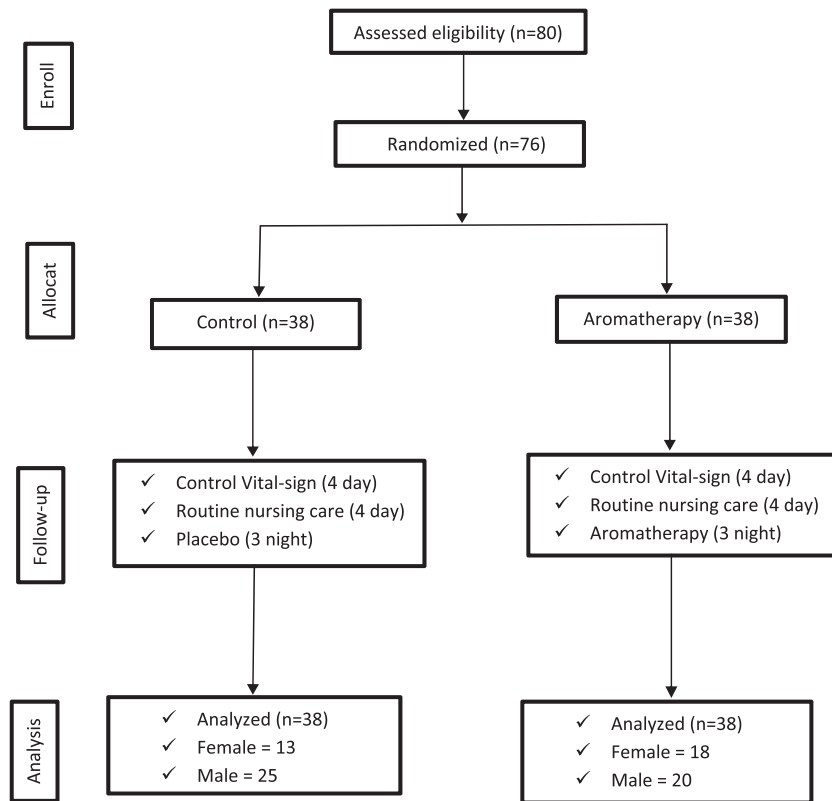 Enroll
Assessed eligibility (n=80)
Randomized (n=76)
Allocat
Control (n=38)
Aromatherapy (n=38)
Follow-up
✓ Control Vital-sign (4 day)
✓ Routine nursing care (4 day)
✓ Placebo (3 night)
✓ Control Vital-sign (4 day)
✓ Routine nursing care (4 day)
✓ Aromatherapy (3 night)
Analysis
✓ Analyzed (n=38)
✓ Female = 13
✓ Male = 25
✓ Analyzed (n=38)
✓ Female = 18
✓ Male = 20